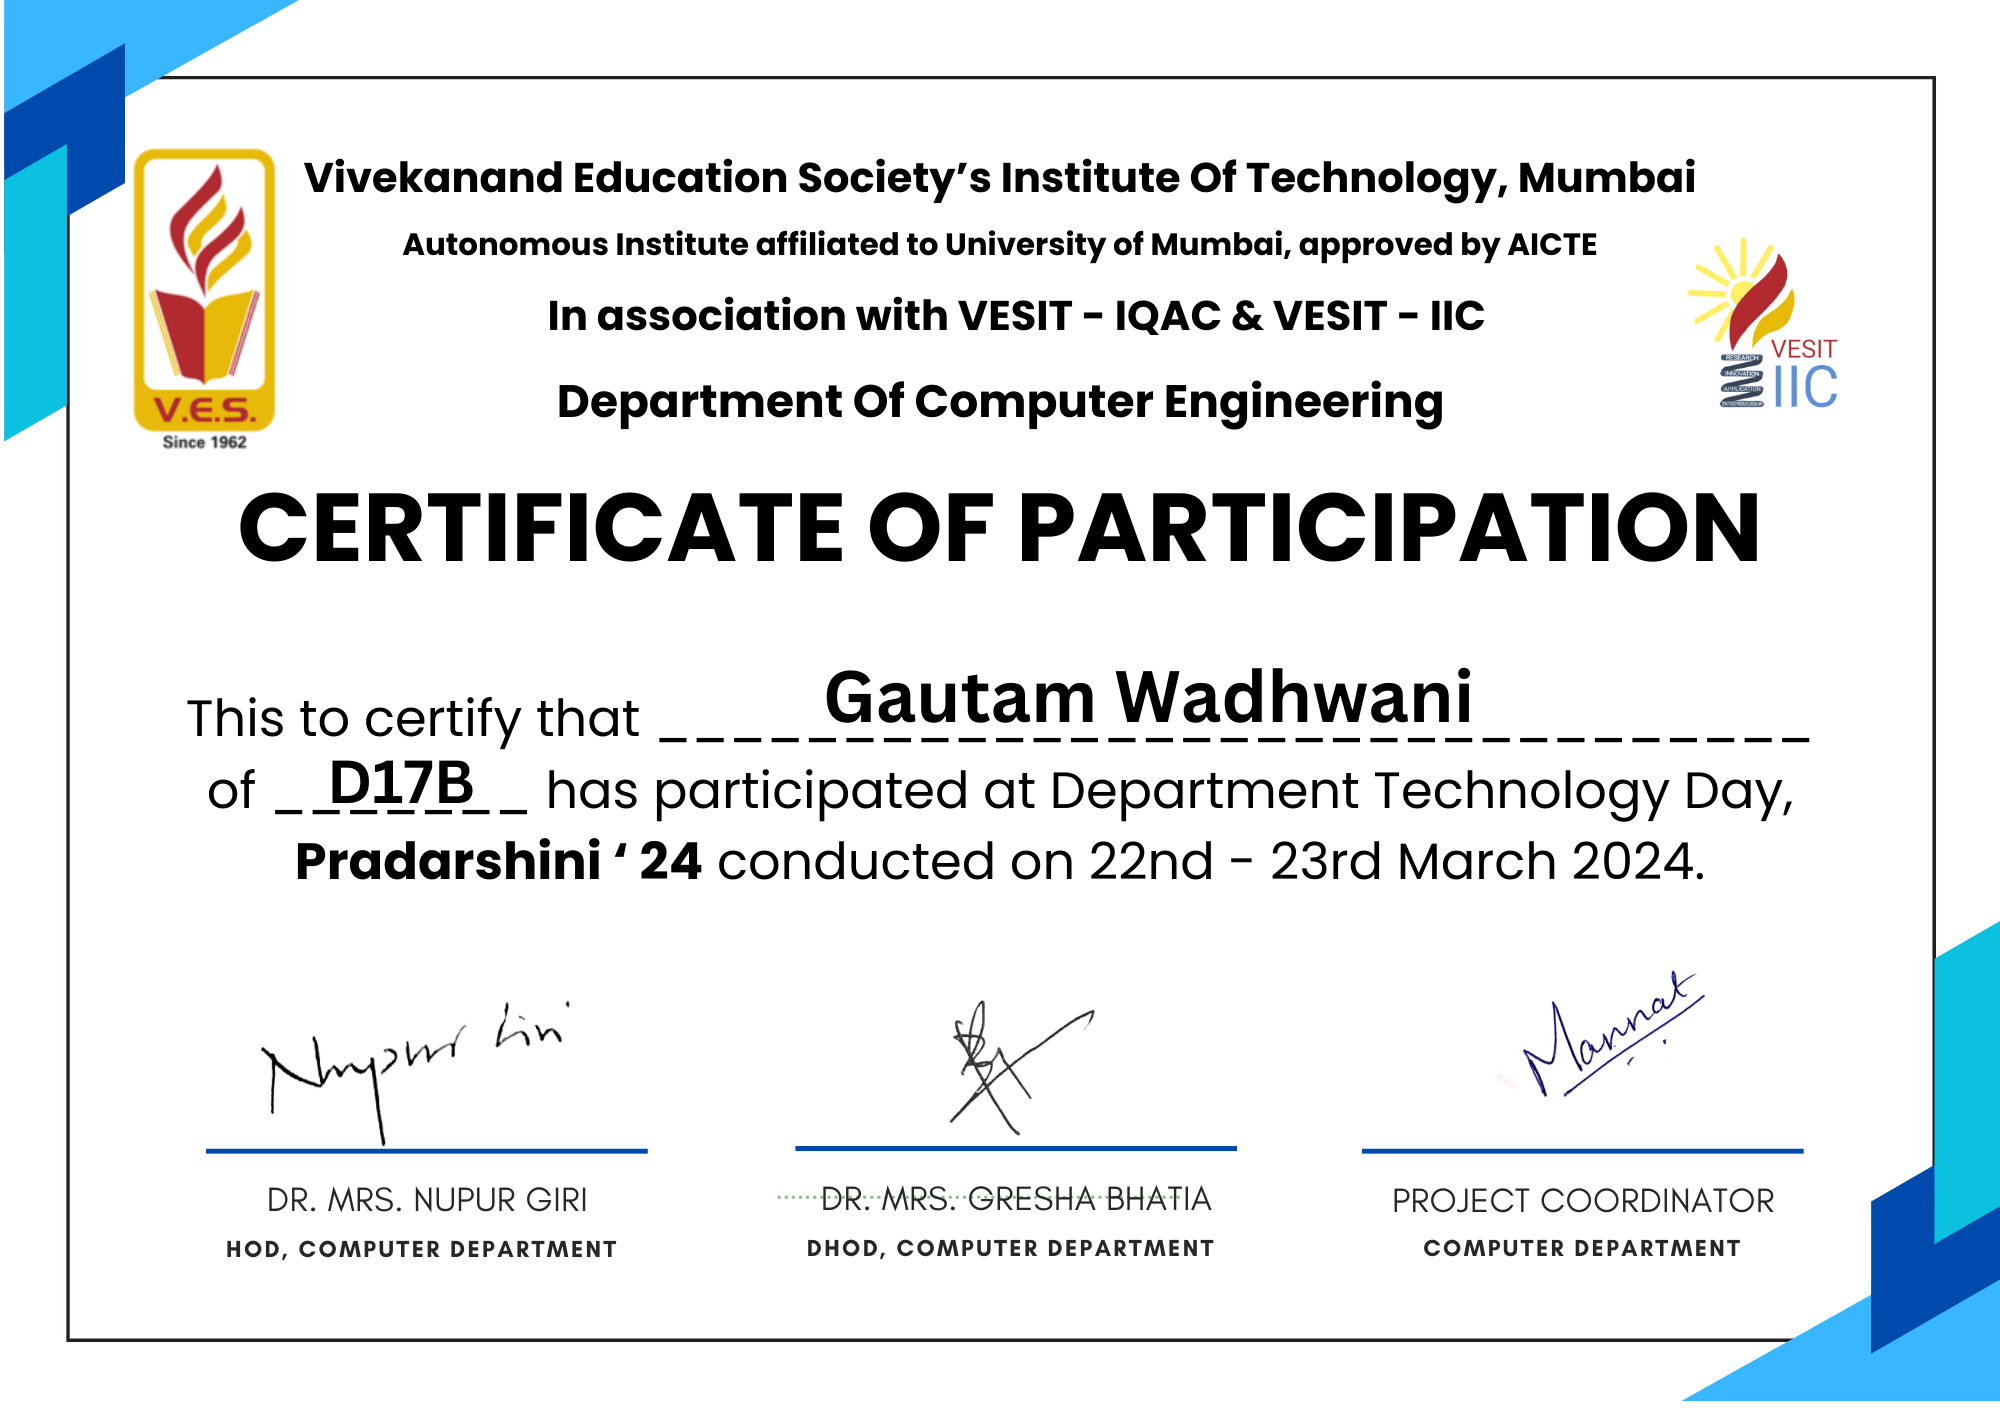 Vivekanand Education Society’s Institute Of Technology, Mumbai
Autonomous Institute affiliated to University of Mumbai, approved by AICTE
In association with VESIT - IQAC & VESIT - IIC
Department Of Computer Engineering
V.E.S.
Since 1962
RESEARCH
INNOVATION
APPLICATION
ENTREPRENEURSHIP
VESIT
IIC
CERTIFICATE OF PARTICIPATION
This to certify that Gautam Wadhwani
of D17B has participated at Department Technology Day,
Pradarshini ‘ 24 conducted on 22nd - 23rd March 2024.
Nupur Giri
Mannat
DR. MRS. NUPUR GIRI
HOD, COMPUTER DEPARTMENT
DR. MRS. GRESHA BHATIA
DHOD, COMPUTER DEPARTMENT
PROJECT COORDINATOR
COMPUTER DEPARTMENT